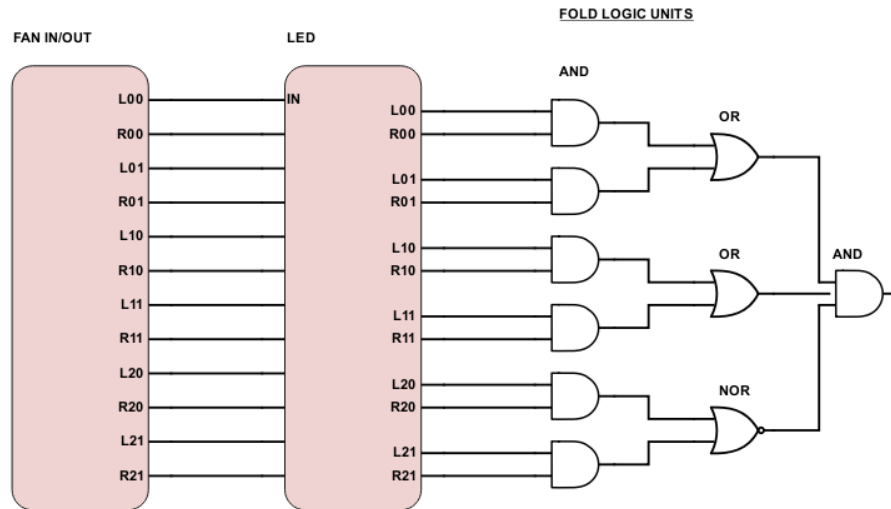 FOLD LOGIC UNITS
FAN IN/OUT
LED
AND
L00
IN
L00
R00
R00
OR
L01
L01
R01
R01
L10
L10
R10
R10
OR
AND
L11
L11
R11
R11
L20
L20
R20
R20
NOR
L21
L21
R21
R21